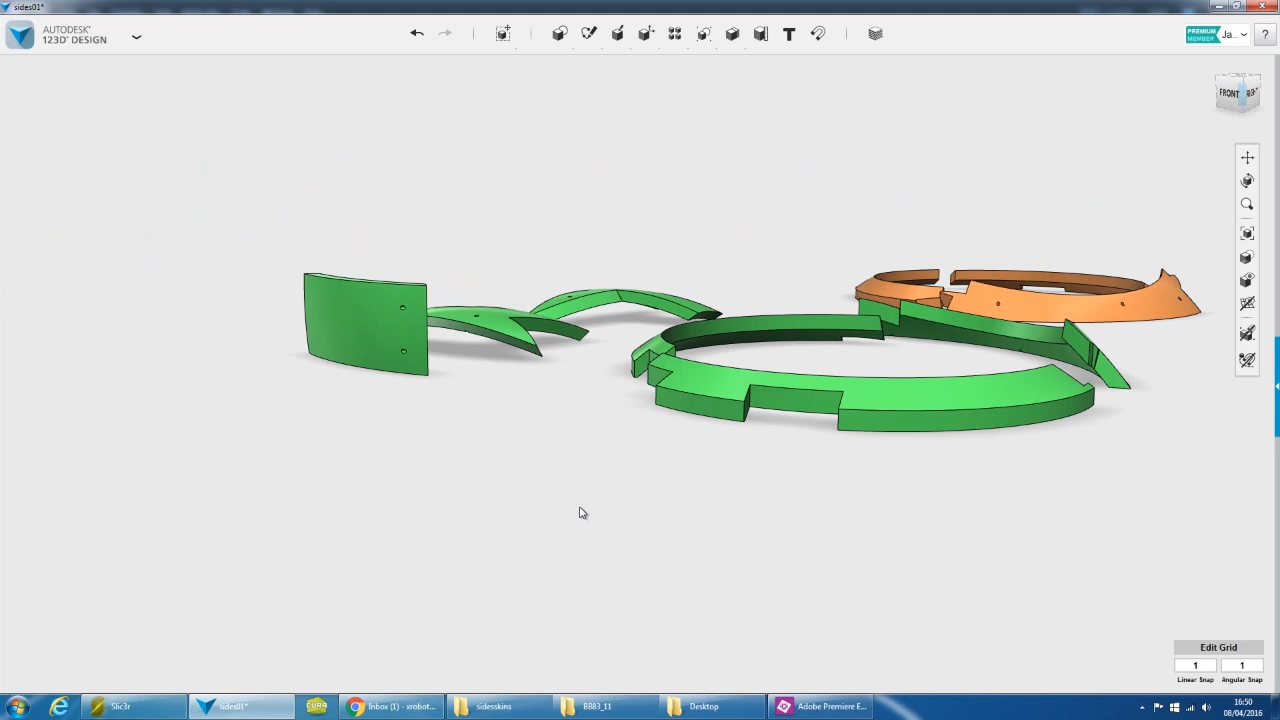 sides01*
AUTODESK®
123D® DESIGN
T
PREMIUM
MEMBER
Ja..
?
FRONT
RIGHT
Edit Grid
1 1
Linear Snap Angular Snap
Slic3r
sides01*
CURA
Inbox (1) - xrobot...
sidesskins
BB83_11
Desktop
Adobe Premiere E...
16:50
08/04/2016